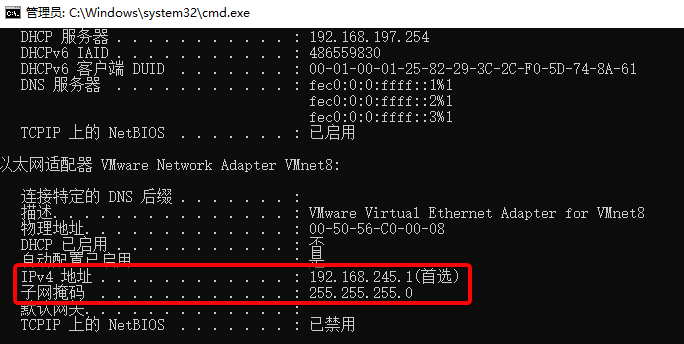 管理员: C:\Windows\system32\cmd.exe
DHCP 服务器 . . . . . . . . . . . : 192.168.197.254
DHCPv6 IAID . . . . . . . . . . . : 486559830
DHCPv6 客户端 DUID . . . . . . . : 00-01-00-01-25-82-29-3C-2C-F0-5D-74-8A-61
DNS 服务器 . . . . . . . . . . . : fec0:0:0:ffff::1%1
fec0:0:0:ffff::2%1
fec0:0:0:ffff::3%1
TCPIP 上的 NetBIOS . . . . . . . : 已启用
以太网适配器 VMware Network Adapter VMnet8:
连接特定的 DNS 后缀 . . . . . . . :
描述. . . . . . . . . . . . . . . : VMware Virtual Ethernet Adapter for VMnet8
物理地址. . . . . . . . . . . . . : 00-50-56-C0-00-08
DHCP 已启用 . . . . . . . . . . . : 否
自动配置已启用. . . . . . . . . . : 是
IPv4 地址 . . . . . . . . . . . . : 192.168.245.1(首选)
子网掩码 . . . . . . . . . . . . : 255.255.255.0
默认网关. . . . . . . . . . . . . :
TCPIP 上的 NetBIOS . . . . . . . : 已禁用